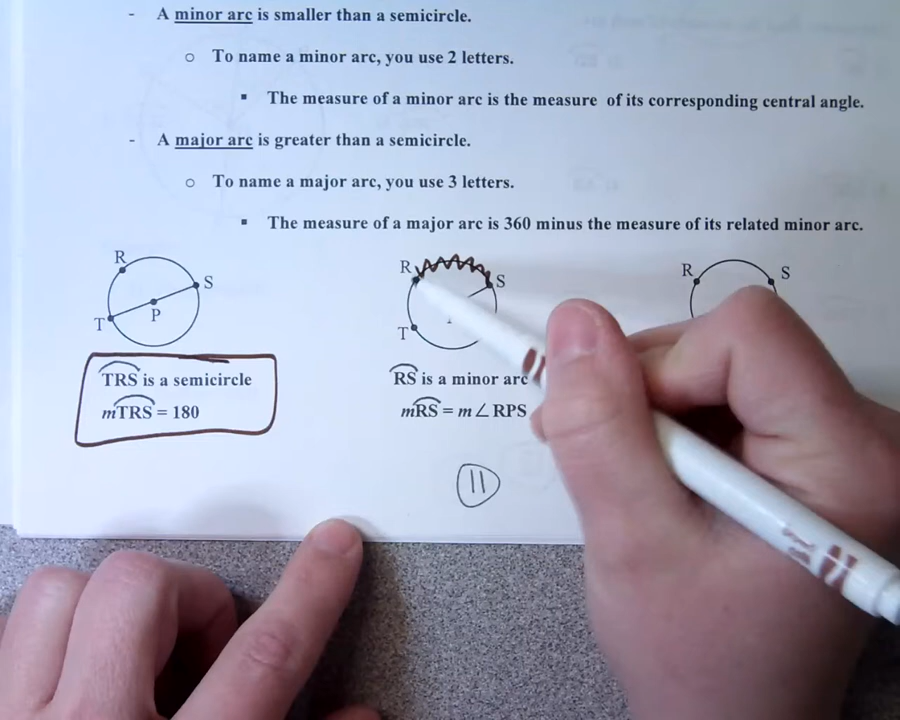 - A minor arc is smaller than a semicircle.
o To name a minor arc, you use 2 letters.
▪ The measure of a minor arc is the measure of its corresponding central angle.
- A major arc is greater than a semicircle.
o To name a major arc, you use 3 letters.
▪ The measure of a major arc is 360 minus the measure of its related minor arc.
R
S
T
P
R
S
T
R
S
TRS is a semicircle
mTRS = 180
RS is a minor arc
mRS = m∠RPS
11